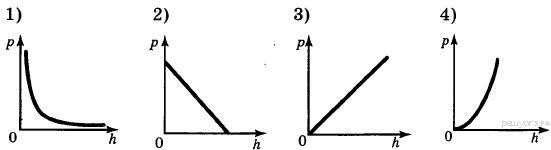 1) 2) 3) 4)
p p p p
0 h 0 h 0 h 0 h
РЕШУОГЭ.РФ